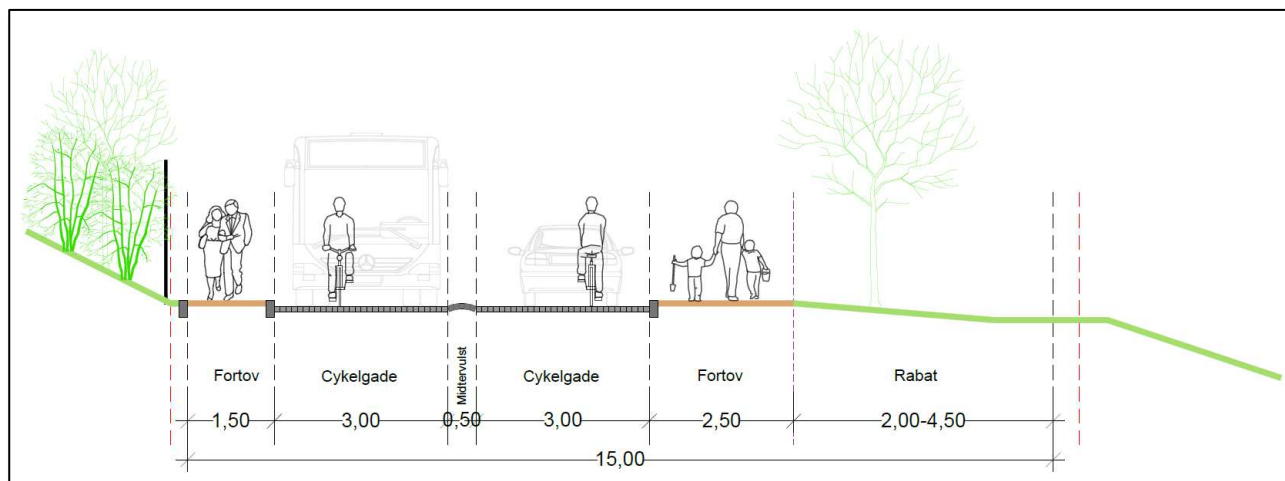 Fortov
Cykelgade
Midtervulst
Cykelgade
Fortov
Rabat
1,50
3,00
0,50
3,00
2,50
2,00-4,50
15,00